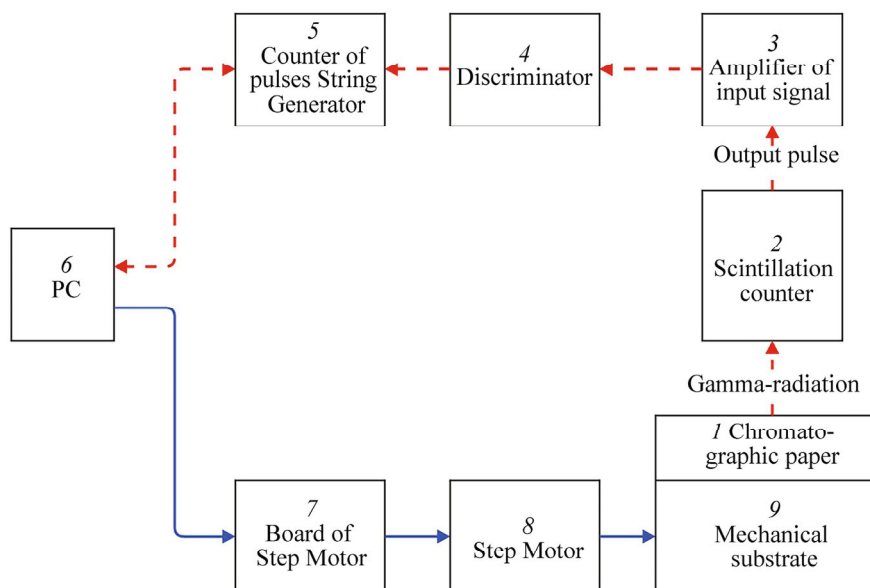 5
Counter of
pulses String
Generator
4
Discriminator
3
Amplifier of
input signal
Output pulse
2
Scintillation
counter
6
PC
Gamma-radiation
1 Chromato-
graphic paper
7
Board of
Step Motor
8
Step Motor
9
Mechanical
substrate